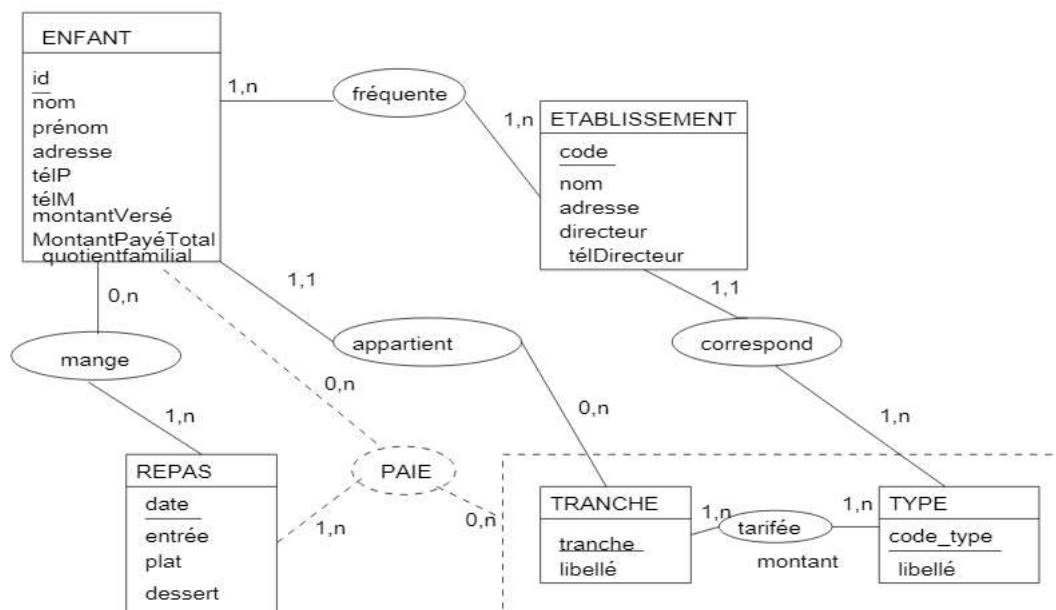 ENFANT
id
nom
prénom
adresse
télP
télM
montantVersé
MontantPayéTotal
quotientfamilial
1,n
fréquente
1,n
ETABLISSEMENT
code
nom
adresse
directeur
télDirecteur
0,n
1,1
1,1
mange
appartient
correspond
0,n
1,n
0,n
1,n
REPAS
date
entrée
plat
dessert
PAIE
1,n
0,n
TRANCHE
tranche
libellé
1,n
tarifée
montant
1,n
TYPE
code_type
libellé